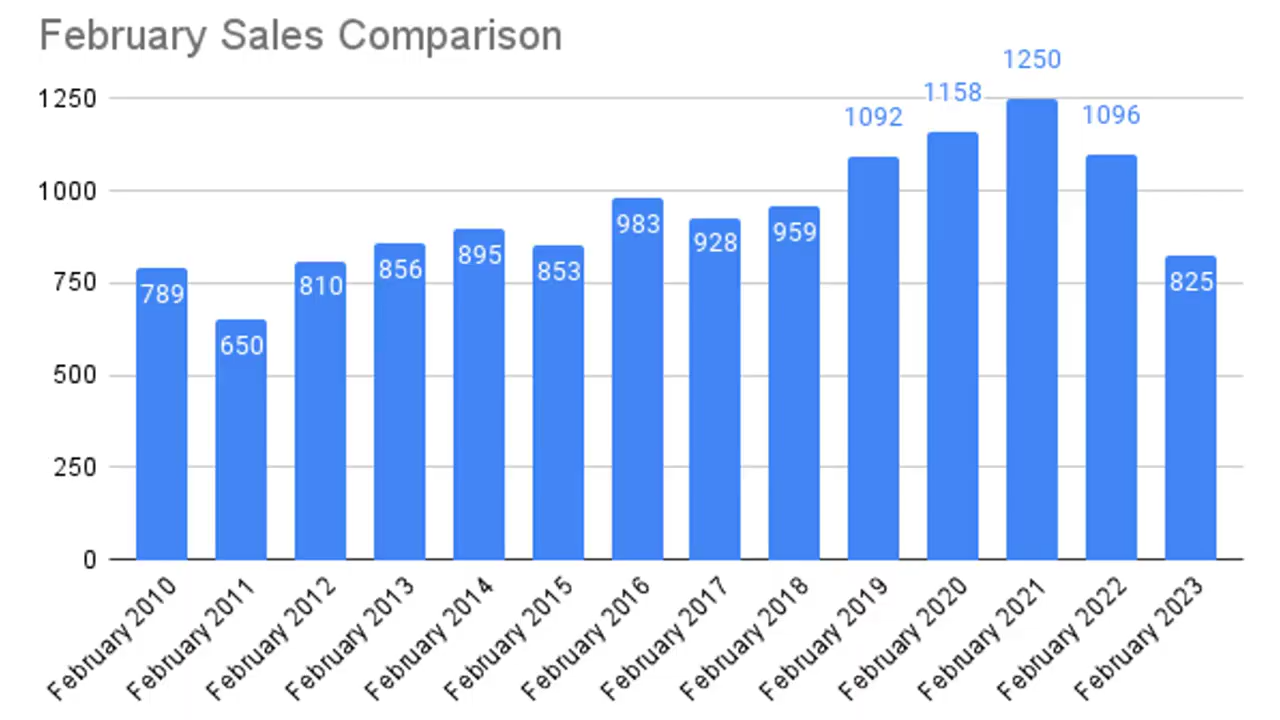 February Sales Comparison
1250
1000
750
500
250
0
789
650
810
856
895
853
983
928
959
1092
1158
1250
1096
825
February 2010
February 2011
February 2012
February 2013
February 2014
February 2015
February 2016
February 2017
February 2018
February 2019
February 2020
February 2021
February 2022
February 2023